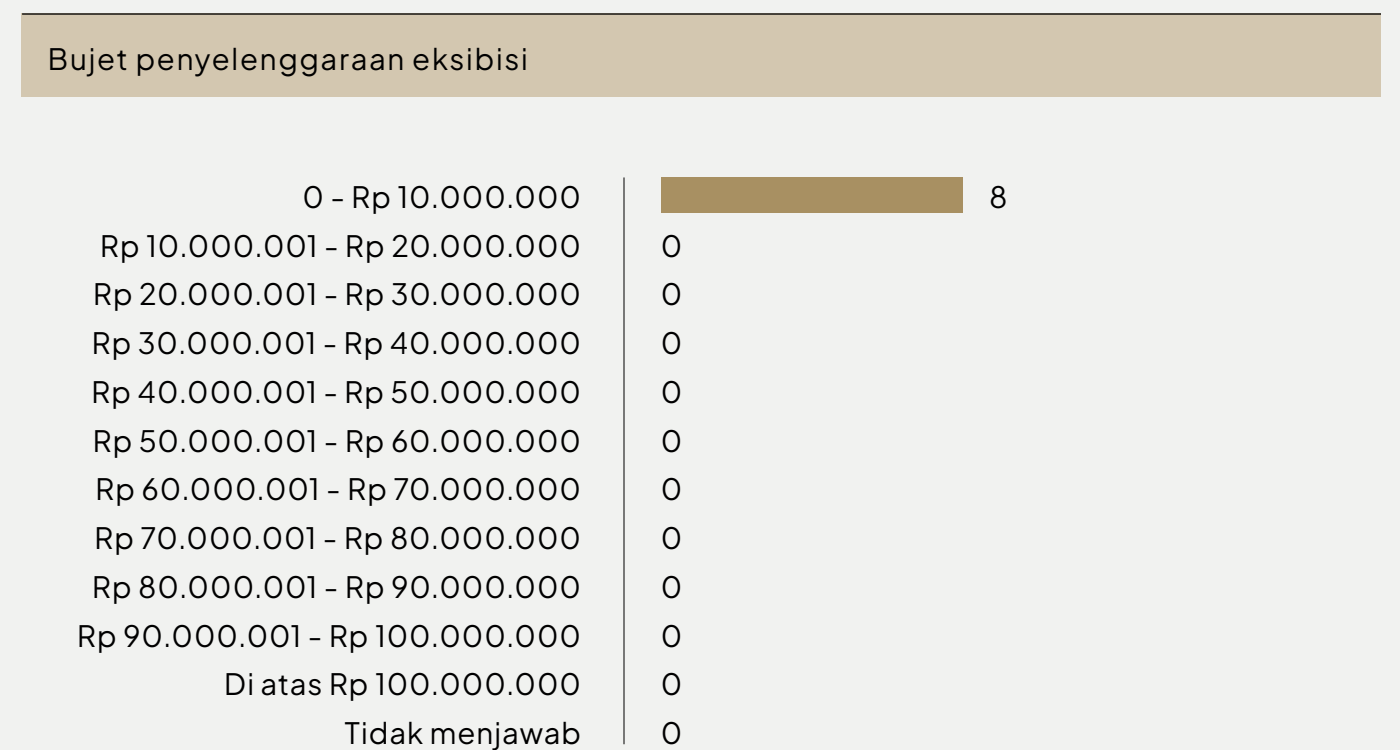 Bujet penyelenggaraan eksibisi
0 - Rp 10.000.000 8
Rp 10.000.001 - Rp 20.000.000 0
Rp 20.000.001 - Rp 30.000.000 0
Rp 30.000.001 - Rp 40.000.000 0
Rp 40.000.001 - Rp 50.000.000 0
Rp 50.000.001 - Rp 60.000.000 0
Rp 60.000.001 - Rp 70.000.000 0
Rp 70.000.001 - Rp 80.000.000 0
Rp 80.000.001 - Rp 90.000.000 0
Rp 90.000.001 - Rp 100.000.000 0
Di atas Rp 100.000.000 0
Tidak menjawab 0